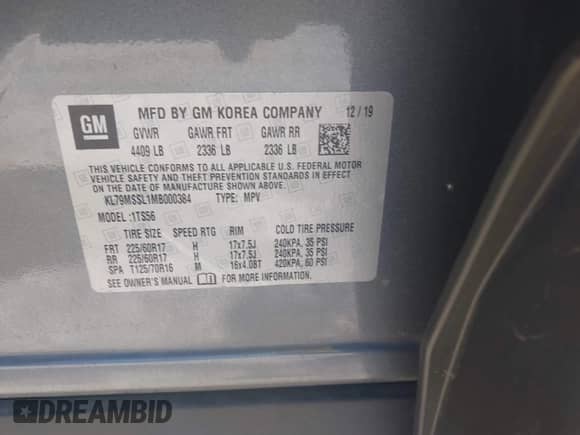 GM
MFD BY GM KOREA COMPANY 12 / 19
GVWR GAWR FRT GAWR RR
4409 LB 2336 LB 2336 LB
THIS VEHICLE CONFORMS TO ALL APPLICABLE U.S. FEDERAL MOTOR
VEHICLE SAFETY AND THEFT PREVENTION STANDARDS IN EFFECT ON
THE DATE OF MANUFACTURE SHOWN ABOVE.
KL79MSSL1MB000384 TYPE: MPV
MODEL :1TS56
TIRE SIZE SPEED RTG RIM COLD TIRE PRESSURE
FRT 225/60R17 H 17x7.5J 240KPA, 35 PSI
RR 225/60R17 H 17x7.5J 240KPA, 35 PSI
SPA T125/70R16 M 16x4.0BT 420KPA, 60 PSI
SEE OWNER'S MANUAL FOR MORE INFORMATION.
DREAMBID